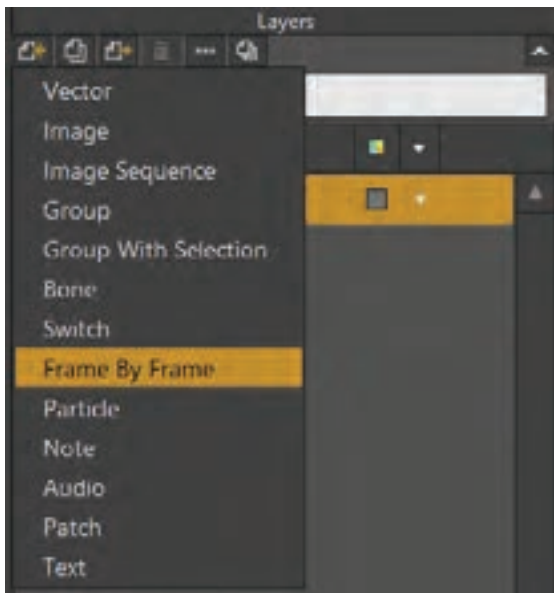 Layers
Vector
Image
Image Sequence
Group
Group With Selection
Bone
Switch
Frame By Frame
Particle
Note
Audio
Patch
Text